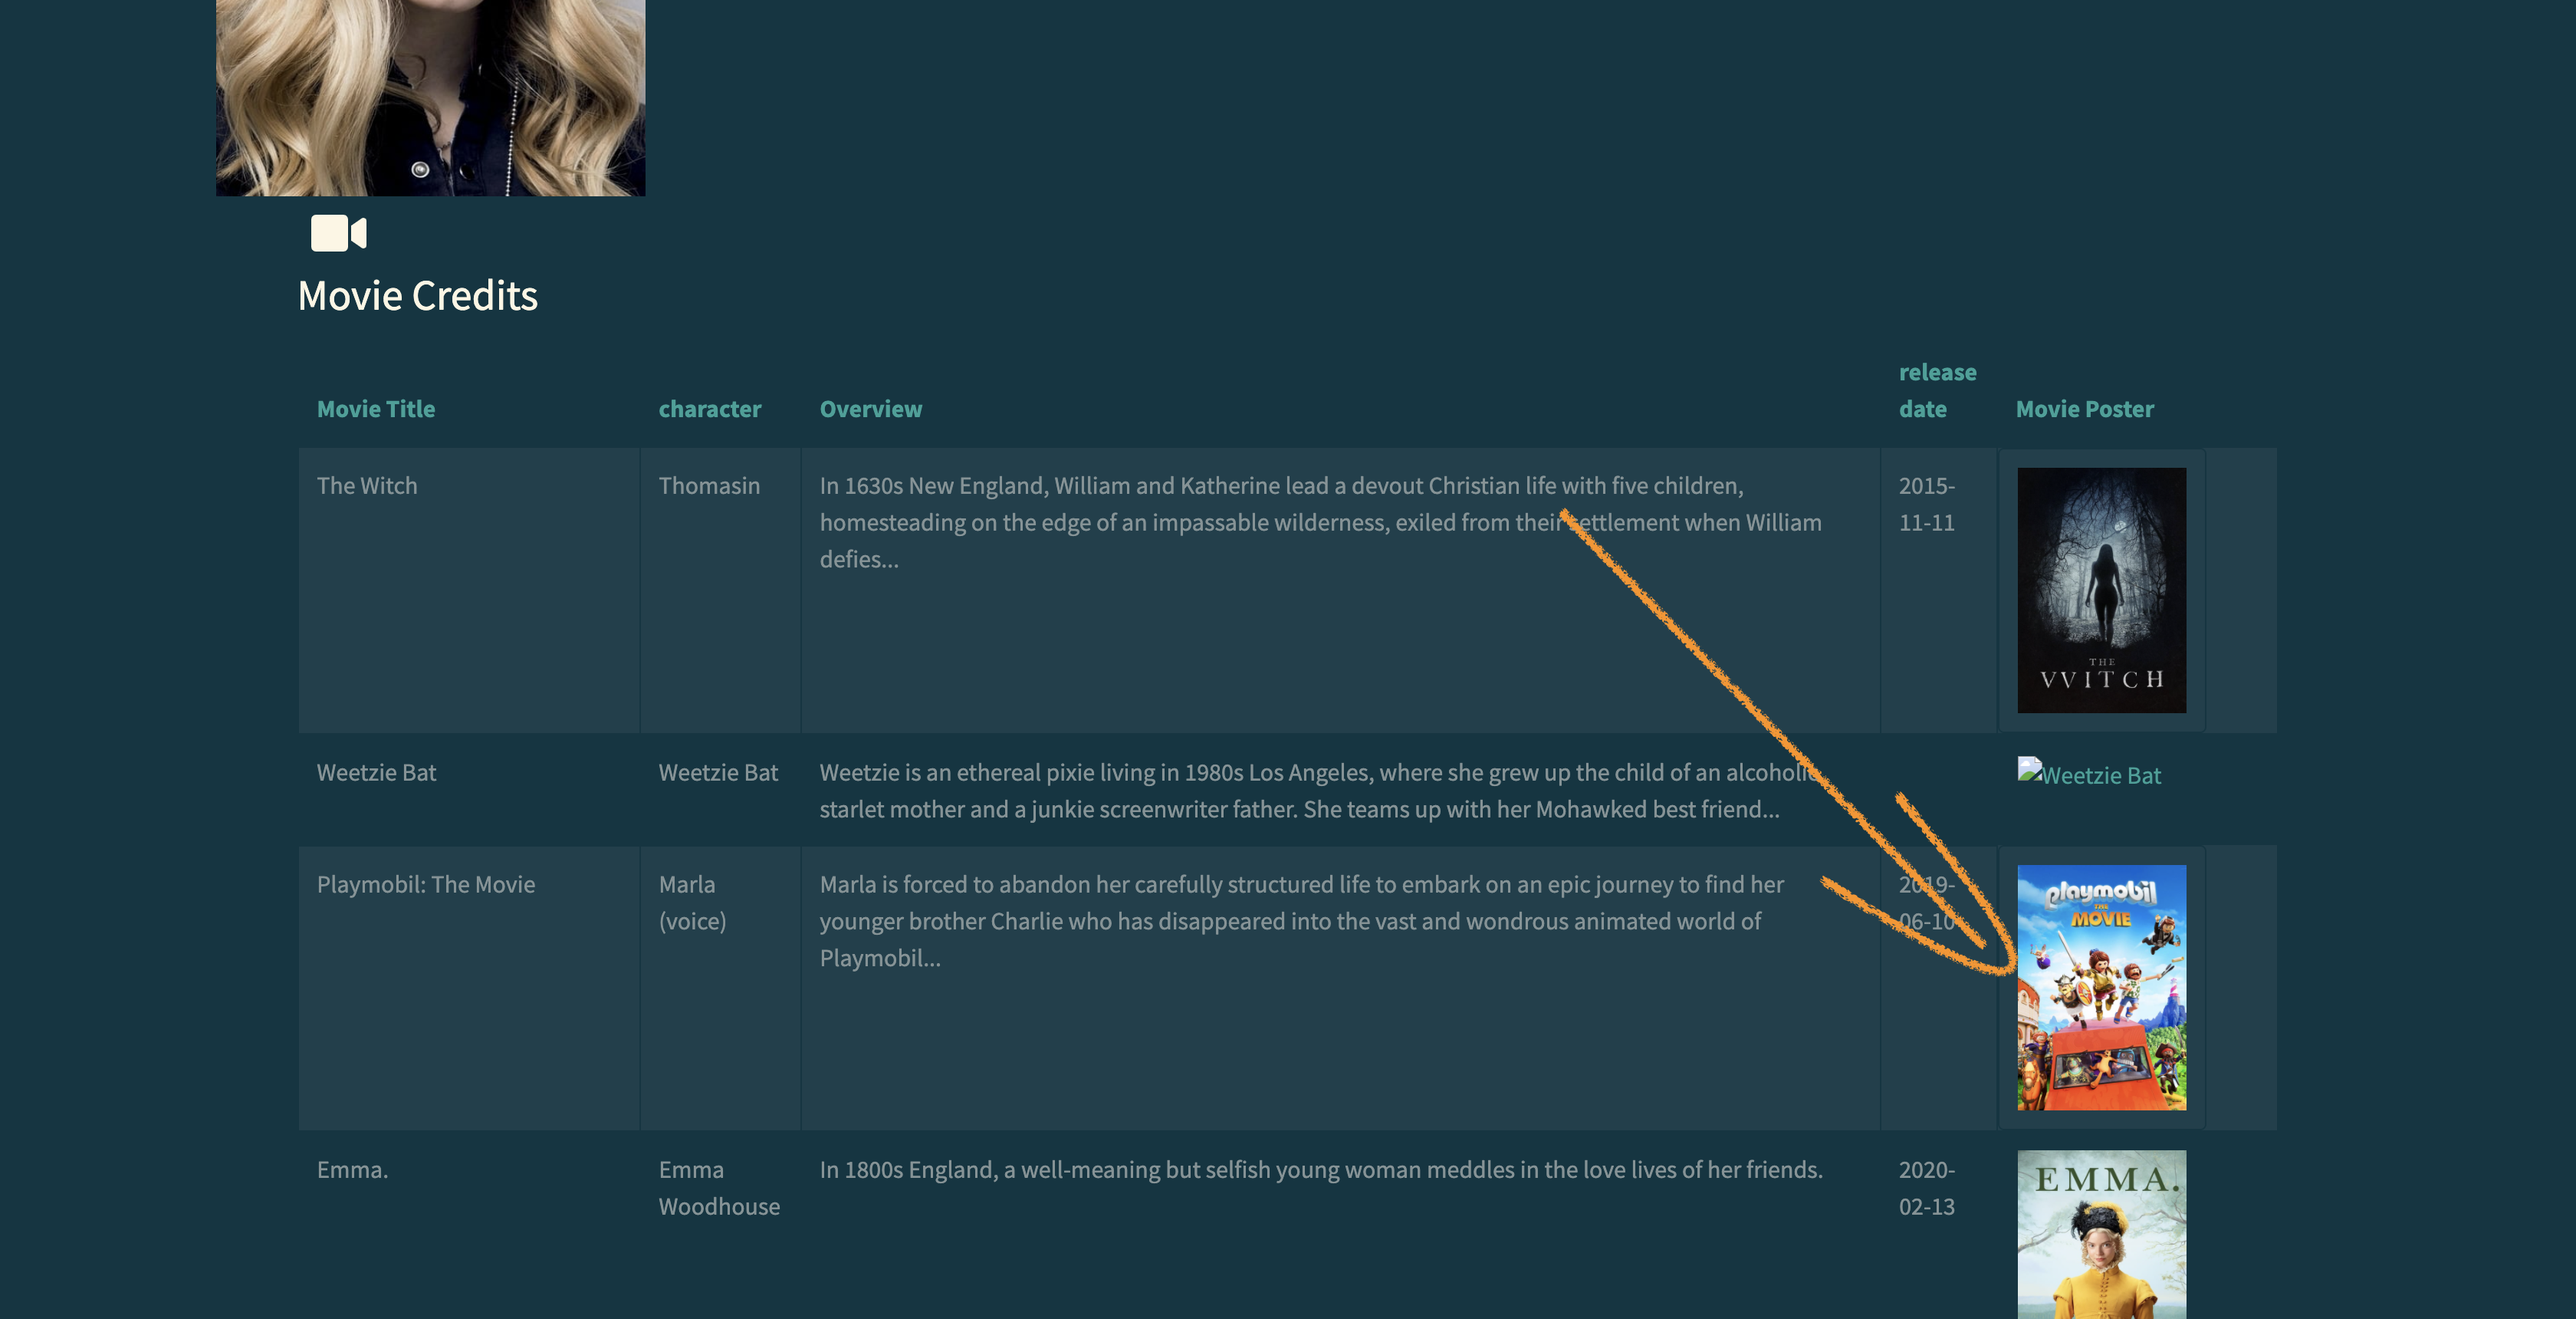 Movie Credits
release
Movie Title character Overview date Movie Poster
The Witch Thomasin In 1630s New England, William and Katherine lead a devout Christian life with five children, 2015-
homesteading on the edge of an impassable wilderness, exiled from their settlement when William 11-11
defies...
THE
VVITCH
Weetzie Bat Weetzie Bat Weetzie is an ethereal pixie living in 1980s Los Angeles, where she grew up the child of an alcoholic Weetzie Bat
starlet mother and a junkie screenwriter father. She teams up with her Mohawked best friend...
Playmobil: The Movie Marla Marla is forced to abandon her carefully structured life to embark on an epic journey to find her 2019-
(voice) younger brother Charlie who has disappeared into the vast and wondrous animated world of 06-10
Playmobil...
playmobil
THE
MOVIE
Emma. Emma In 1800s England, a well-meaning but selfish young woman meddles in the love lives of her friends. 2020-
Woodhouse 02-13
EMMA.